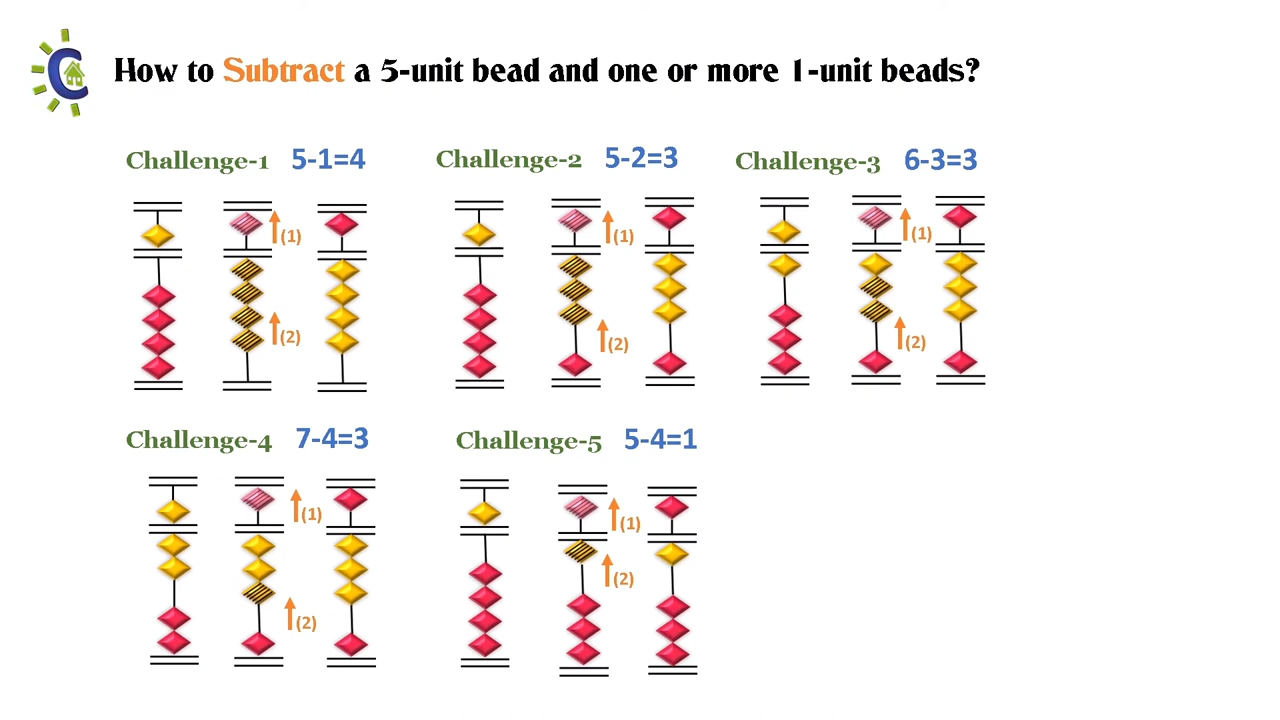 How to Subtract a 5-unit bead and one or more 1-unit beads?
Challenge-1 5-1=4
Challenge-2 5-2=3
Challenge-3 6-3=3
(1)
(2)
(1)
(2)
(1)
(2)
Challenge-4 7-4=3
Challenge-5 5-4=1
(1)
(2)
(1)
(2)